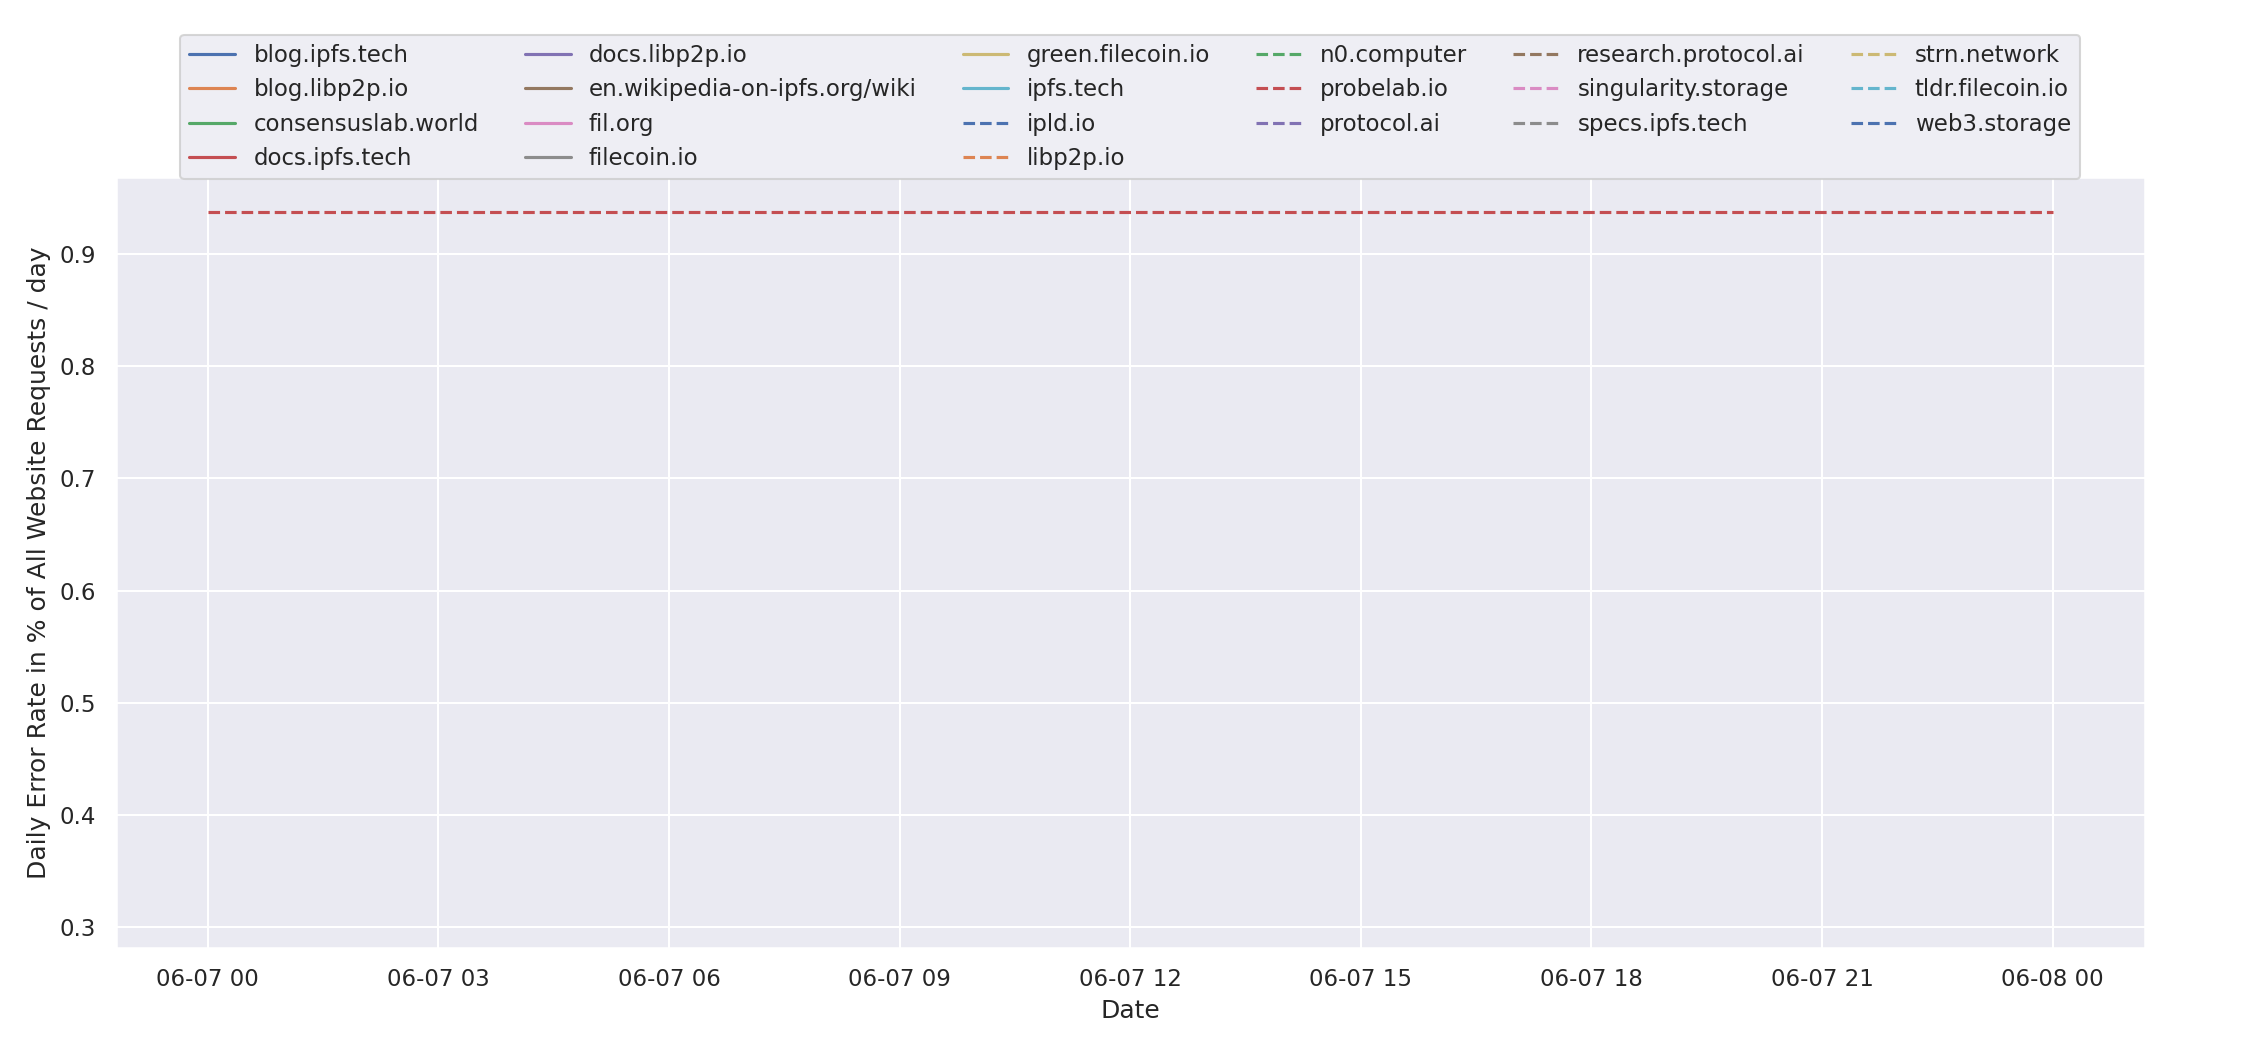 blog.ipfs.tech
blog.libp2p.io
consensuslab.world
docs.ipfs.tech
docs.libp2p.io
en.wikipedia-on-ipfs.org/wiki
fil.org
filecoin.io
green.filecoin.io
ipfs.tech
ipld.io
libp2p.io
n0.computer
probelab.io
protocol.ai
research.protocol.ai
singularity.storage
specs.ipfs.tech
strn.network
tldr.filecoin.io
web3.storage
Daily Error Rate in % of All Website Requests / day
0.9
0.8
0.7
0.6
0.5
0.4
0.3
06-07 00
06-07 03
06-07 06
06-07 09
06-07 12
06-07 15
06-07 18
06-07 21
06-08 00
Date